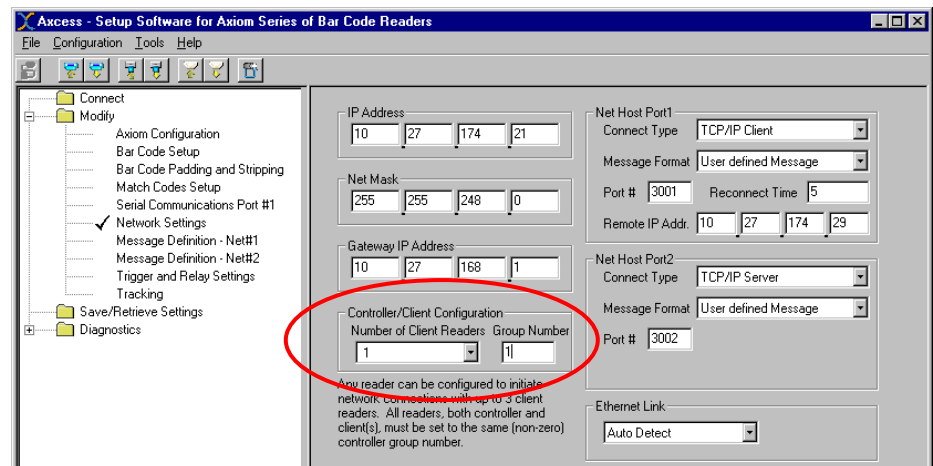 Axcess - Setup Software for Axiom Series of Bar Code Readers
File Configuration Tools Help
Connect
Modify
Axiom Configuration
Bar Code Setup
Bar Code Padding and Stripping
Match Codes Setup
Serial Communications Port #1
Network Settings
Message Definition - Net#1
Message Definition - Net#2
Trigger and Relay Settings
Tracking
Save/Retrieve Settings
Diagnostics
IP Address
10 . 27 . 174 . 21
Net Mask
255 . 255 . 248 . 0
Gateway IP Address
10 . 27 . 168 . 1
Controller/Client Configuration
Number of Client Readers Group Number
1 1
Any reader can be configured to initiate
network connections with up to 3 client
readers. All readers, both controller and
client(s), must be set to the same (non-zero)
controller group number.
Net Host Port1
Connect Type TCP/IP Client
Message Format User defined Message
Port # 3001 Reconnect Time 5
Remote IP Addr. 10 . 27 . 174 . 29
Net Host Port2
Connect Type TCP/IP Server
Message Format User defined Message
Port # 3002
Ethernet Link
Auto Detect